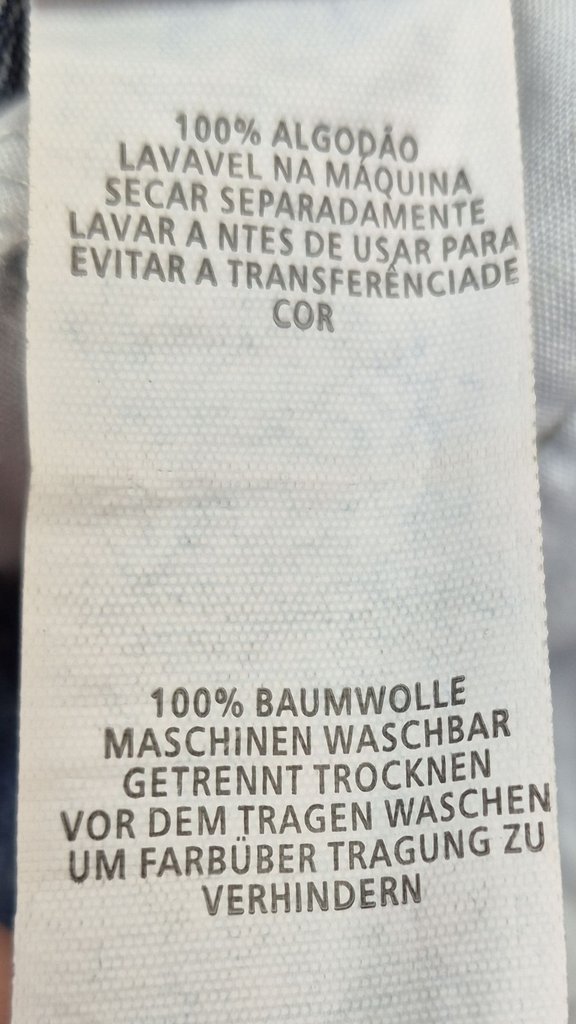 100% ALGODÃO
LAVAVEL NA MÁQUINA
SECAR SEPARADAMENTE
LAVAR A NTES DE USAR PARA
EVITAR A TRANSFERÊNCIADE
COR
100% BAUMWOLLE
MASCHINEN WASCHBAR
GETRENNT TROCKNEN
VOR DEM TRAGEN WASCHEN
UM FARBÜBER TRAGUNG ZU
VERHINDERN